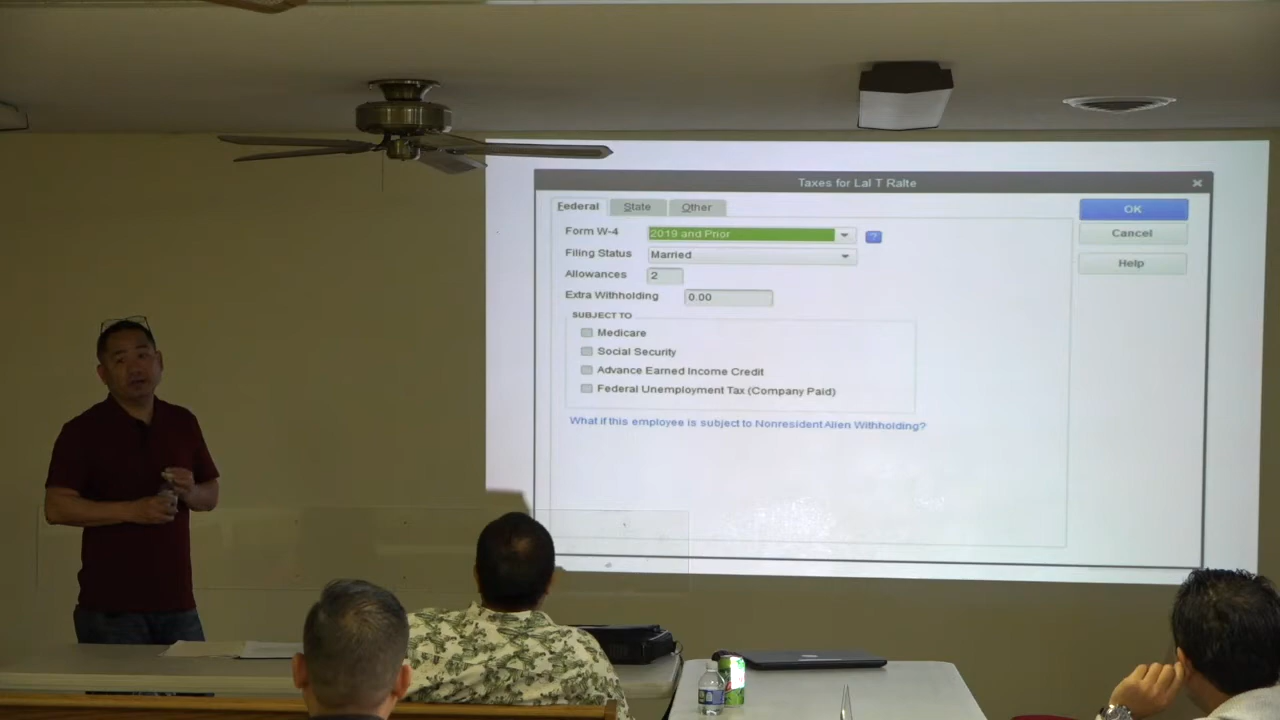 Taxes for Lal T Ralte
Federal State Other
OK
Form W-4 2019 and Prior ?
Cancel
Filing Status Married
Help
Allowances 2
Extra Withholding 0.00
SUBJECT TO
Medicare
Social Security
Advance Earned Income Credit
Federal Unemployment Tax (Company Paid)
What if this employee is subject to Nonresident Alien Withholding?